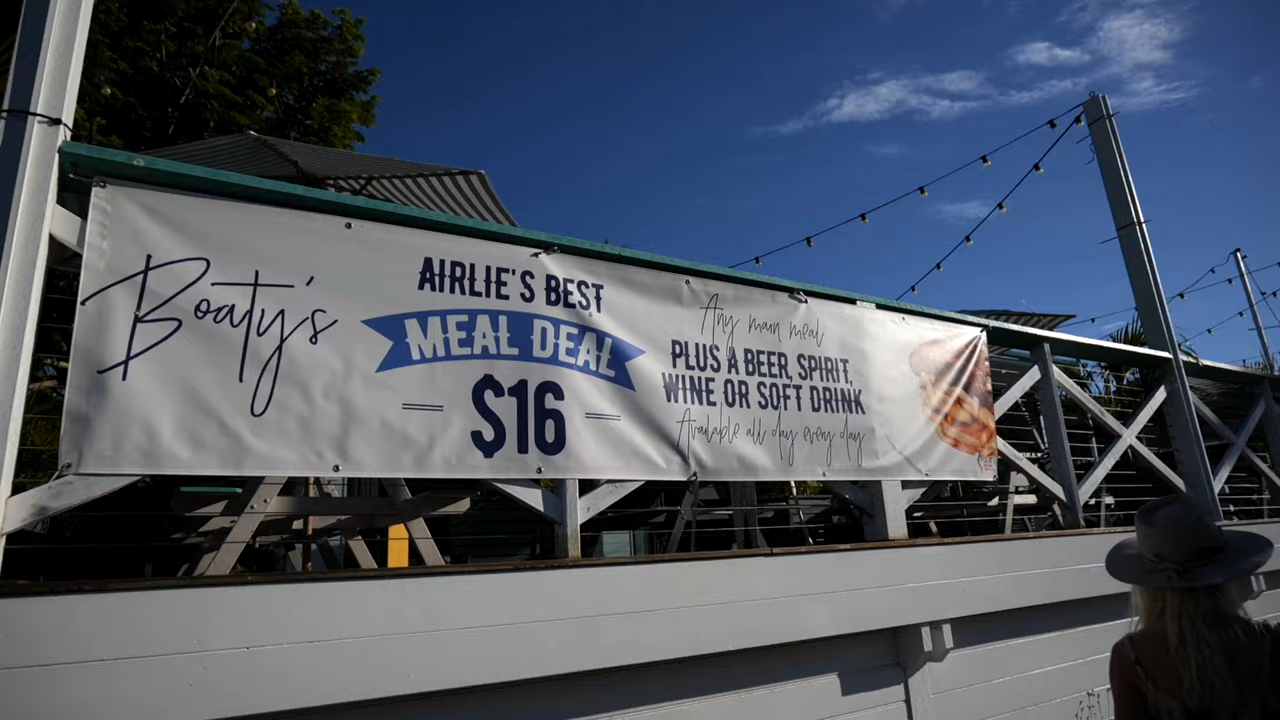 Boaty's
AIRLIE'S BEST
MEAL DEAL
$16
Any main meal
PLUS A BEER, SPIRIT,
WINE OR SOFT DRINK
Available all day every day